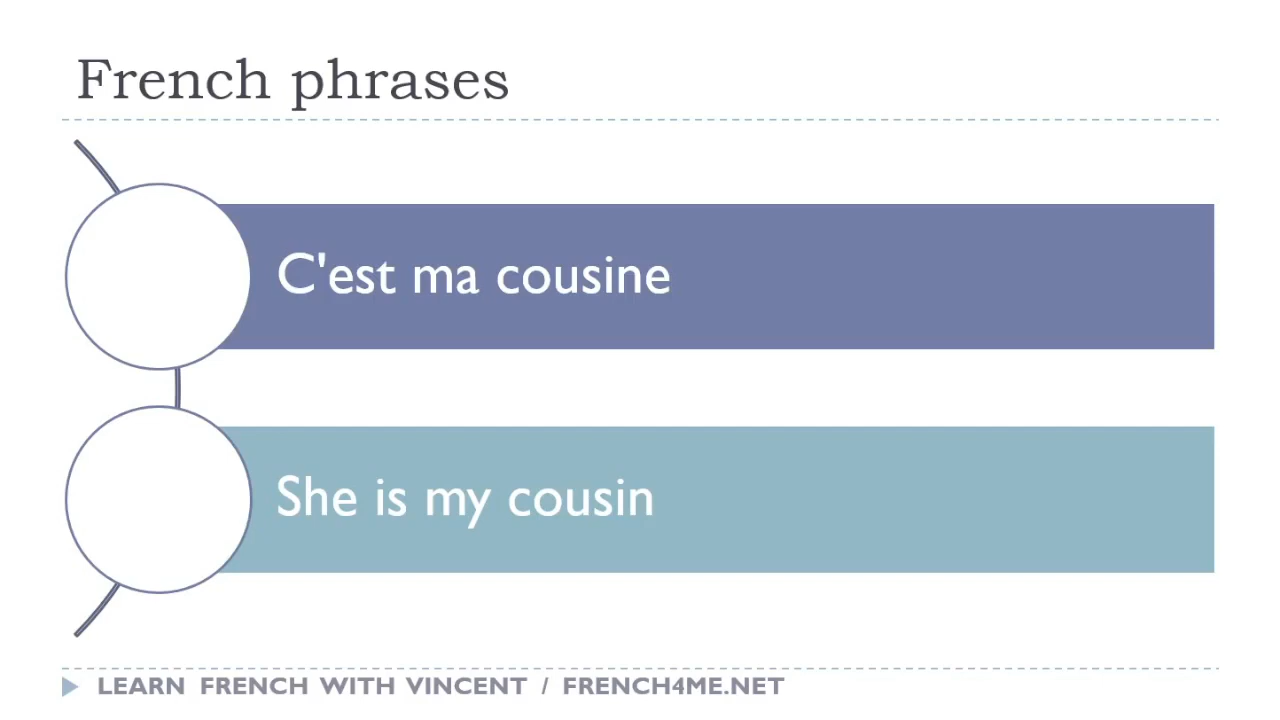 French phrases
C'est ma cousine
She is my cousin
LEARN FRENCH WITH VINCENT / FRENCH4ME.NET